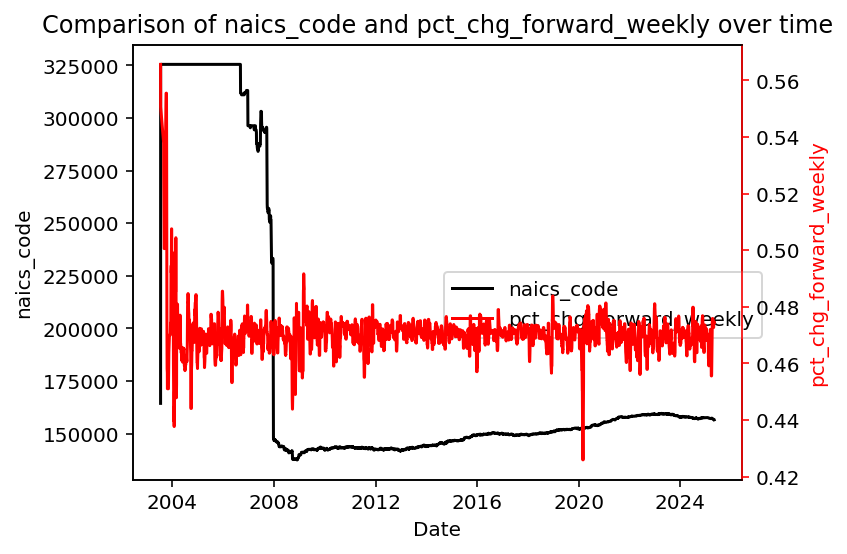 Comparison of naics_code and pct_chg_forward_weekly over time
325000
300000
275000
250000
225000
200000
175000
150000
naics_code
0.56
0.54
0.52
0.50
0.48
0.46
0.44
0.42
pct_chg_forward_weekly
naics_code
pct_chg_forward_weekly
2004 2008 2012 2016 2020 2024
Date